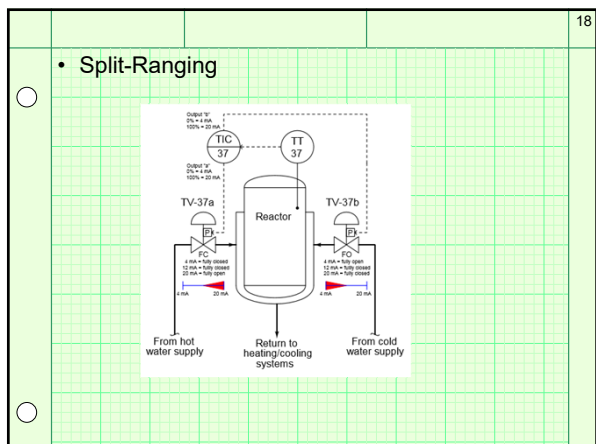 18
• Split-Ranging
Output "b"
0% = 4 mA
100% = 20 mA
TIC
37
TT
37
Output "a"
0% = 4 mA
100% = 20 mA
TV-37a
TV-37b
Reactor
P
P
FC
4 mA = fully closed
12 mA = fully closed
20 mA = fully open
FO
4 mA = fully open
12 mA = fully closed
20 mA = fully closed
4 mA
20 mA
4 mA
20 mA
From hot
water supply
Return to
heating/cooling
systems
From cold
water supply